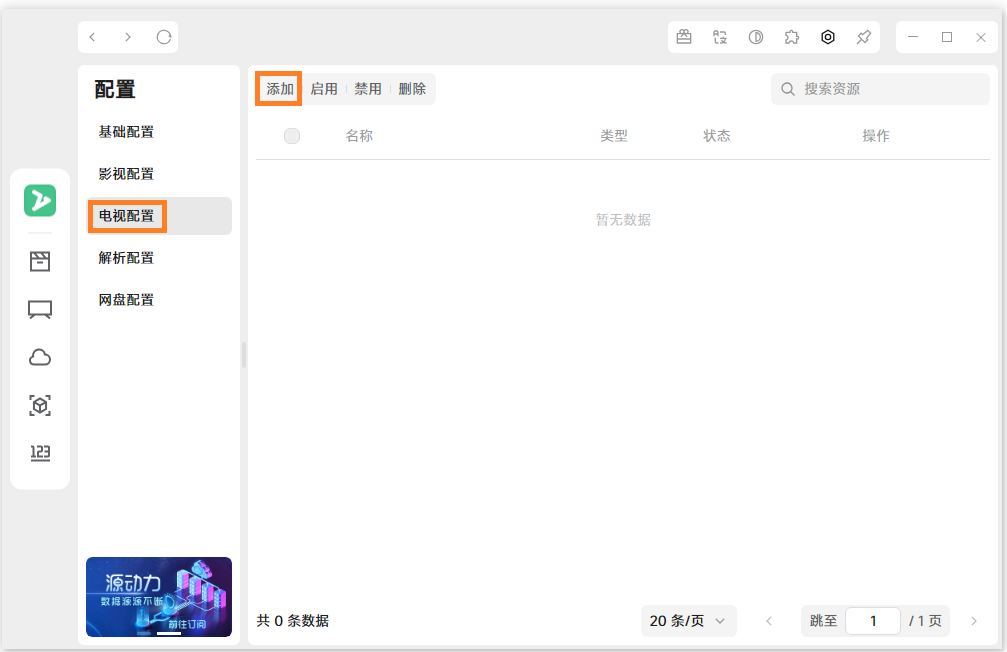 配置
基础配置
影视配置
电视配置
解析配置
网盘配置
123
源动力
数据源源不断
前往订阅
添加 启用 禁用 删除
搜索资源
名称 类型 状态 操作
暂无数据
共 0 条数据 20 条/页 跳至 1 / 1 页